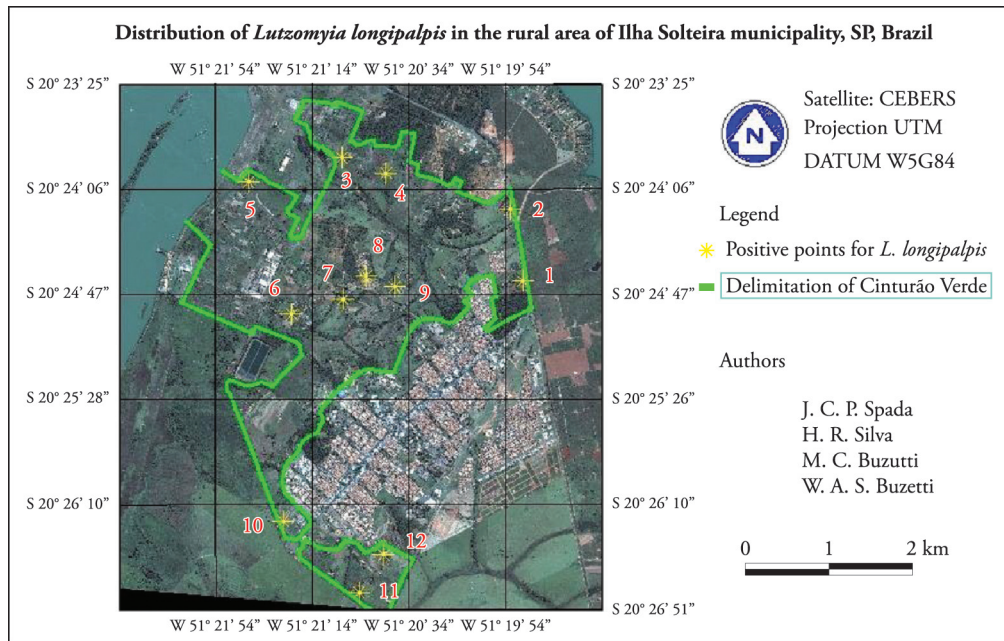 Distribution of Lutzomyia longipalpis in the rural area of Ilha Solteira municipality, SP, Brazil
W 51° 21’ 54” W 51° 21’ 14” W 51° 20’ 34” W 51° 19’ 54”
S 20° 23’ 25” S 20° 23’ 25”
S 20° 24’ 06” S 20° 24’ 06”
S 20° 24’ 47” S 20° 24’ 47”
S 20° 25’ 28” S 20° 25’ 26”
S 20° 26’ 10” S 20° 26’ 10”
S 20° 26’ 51”
W 51° 21’ 54” W 51° 21’ 14” W 51° 20’ 34” W 51° 19’ 54”
3
4
5
2
8
7
1
6
9
10
12
11
N
Satellite: CEBERS
Projection UTM
DATUM W5G84
Legend
Positive points for L. longipalpis
Delimitation of Cinturão Verde
Authors
J. C. P. Spada
H. R. Silva
M. C. Buzutti
W. A. S. Buzetti
0 1 2 km